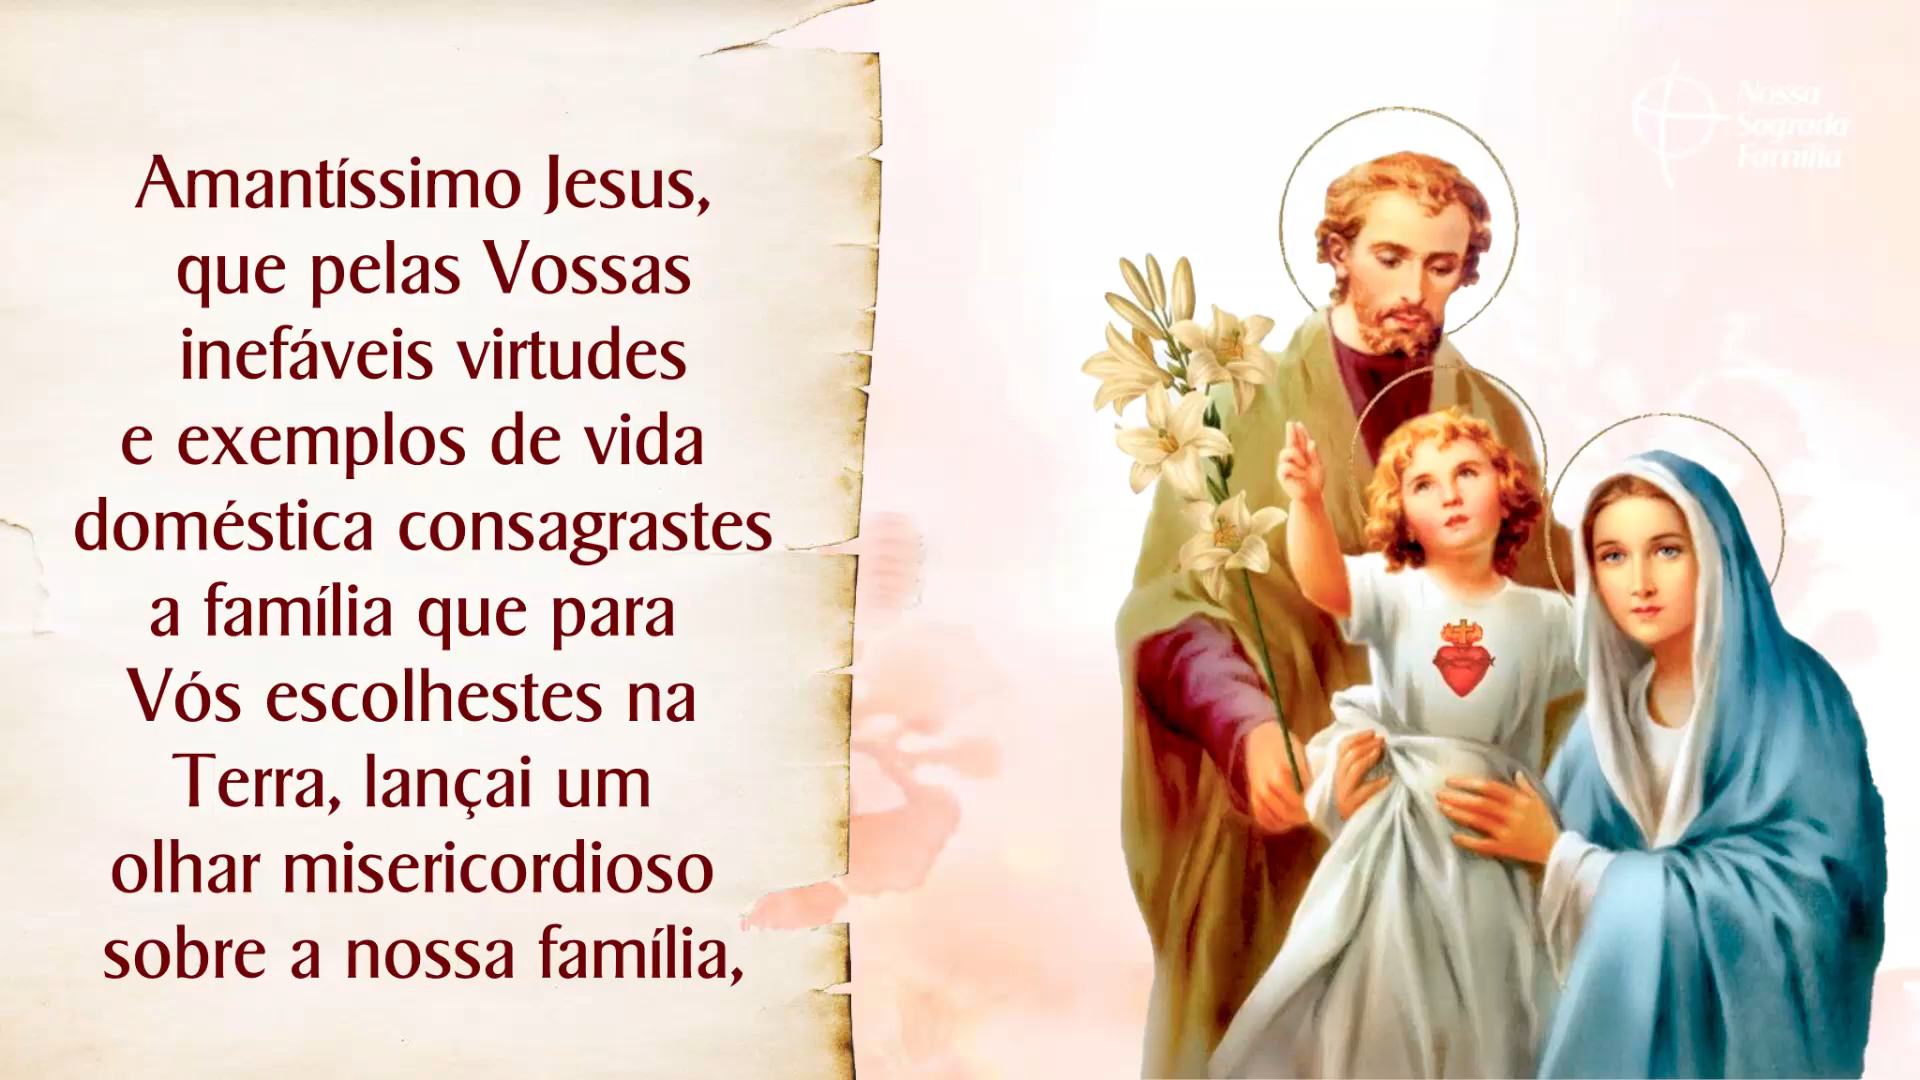 Amantíssimo Jesus,
que pelas Vossas
inefáveis virtudes
e exemplos de vida
doméstica consagrastes
a família que para
Vós escolhestes na
Terra, lançai um
olhar misericordioso
sobre a nossa família,
Nossa
Sagrada
Família